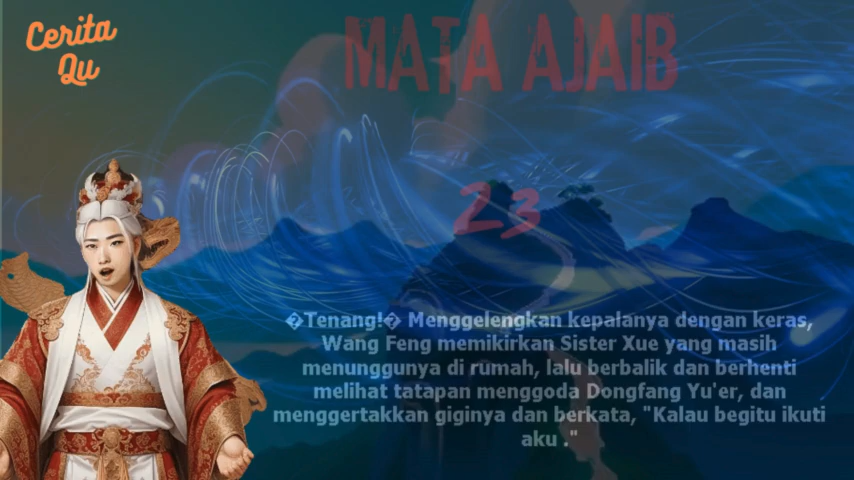 Cerita
Qu
MATA AJAIB
23
�Tenang!� Menggelengkan kepalanya dengan keras,
Wang Feng memikirkan Sister Xue yang masih
menunggunya di rumah, lalu berbalik dan berhenti
melihat tatapan menggoda Dongfang Yu'er, dan
menggertakkan giginya dan berkata, "Kalau begitu ikuti
aku ."